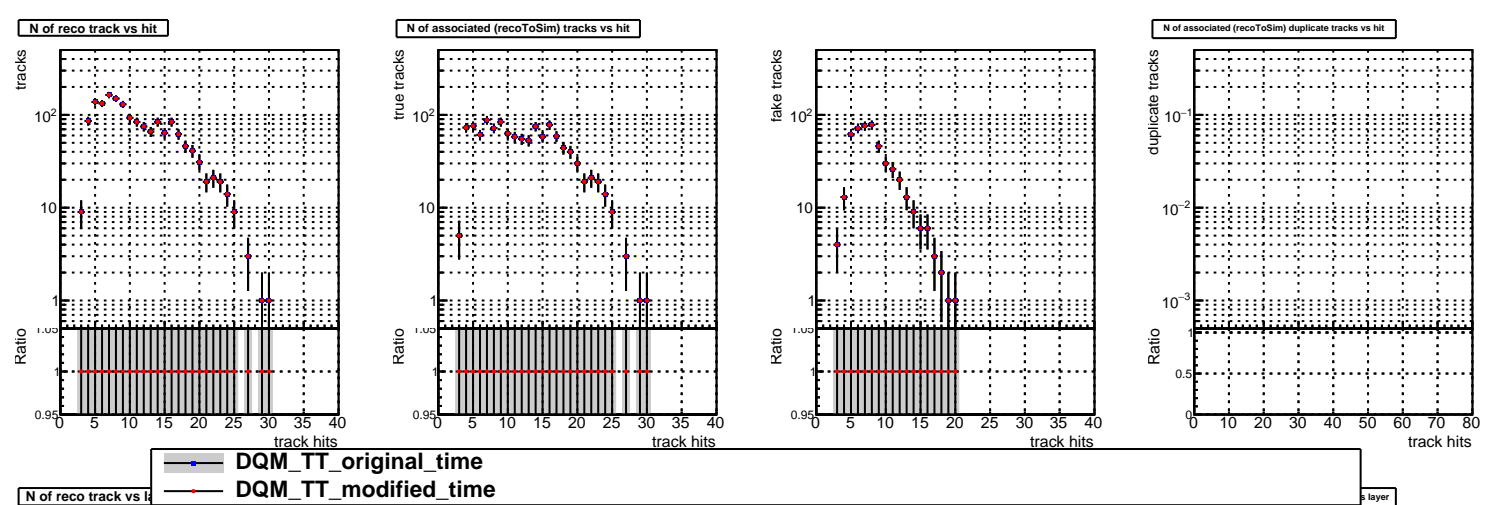 N of reco track vs hit
N of associated (recoToSim) tracks vs hit
N of associated (recoToSim) duplicate tracks vs hit
tracks
10²
10
1
Ratio
1.05
1
0.95
0 5 10 15 20 25 30 35 40
track hits
true tracks
10²
10
1
Ratio
1.05
1
0.95
0 5 10 15 20 25 30 35 40
track hits
fake tracks
10²
10
1
Ratio
1.05
1
0.95
0 5 10 15 20 25 30 35 40
track hits
duplicate tracks
10⁻¹
10⁻²
10⁻³
Ratio
1
0.5
0
0 10 20 30 40 50 60 70 80
track hits
DQM_TT_original_time
DQM_TT_modified_time
N of reco track vs la
s layer